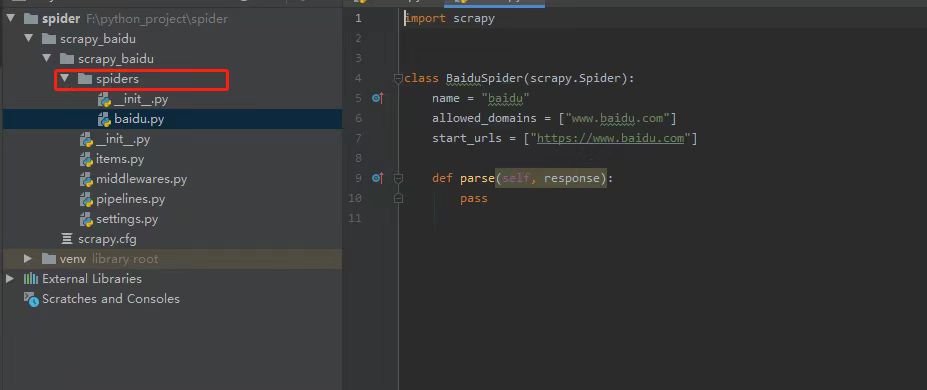 spider F:\python_project\spider
scrapy_baidu
scrapy_baidu
spiders
__init__.py
baidu.py
__init__.py
items.py
middlewares.py
pipelines.py
settings.py
scrapy.cfg
venv library root
External Libraries
Scratches and Consoles
1 import scrapy
2
3
4 class BaiduSpider(scrapy.Spider):
5 name = "baidu"
6 allowed_domains = ["www.baidu.com"]
7 start_urls = ["https://www.baidu.com"]
8
9 def parse(self, response):
10 pass
11